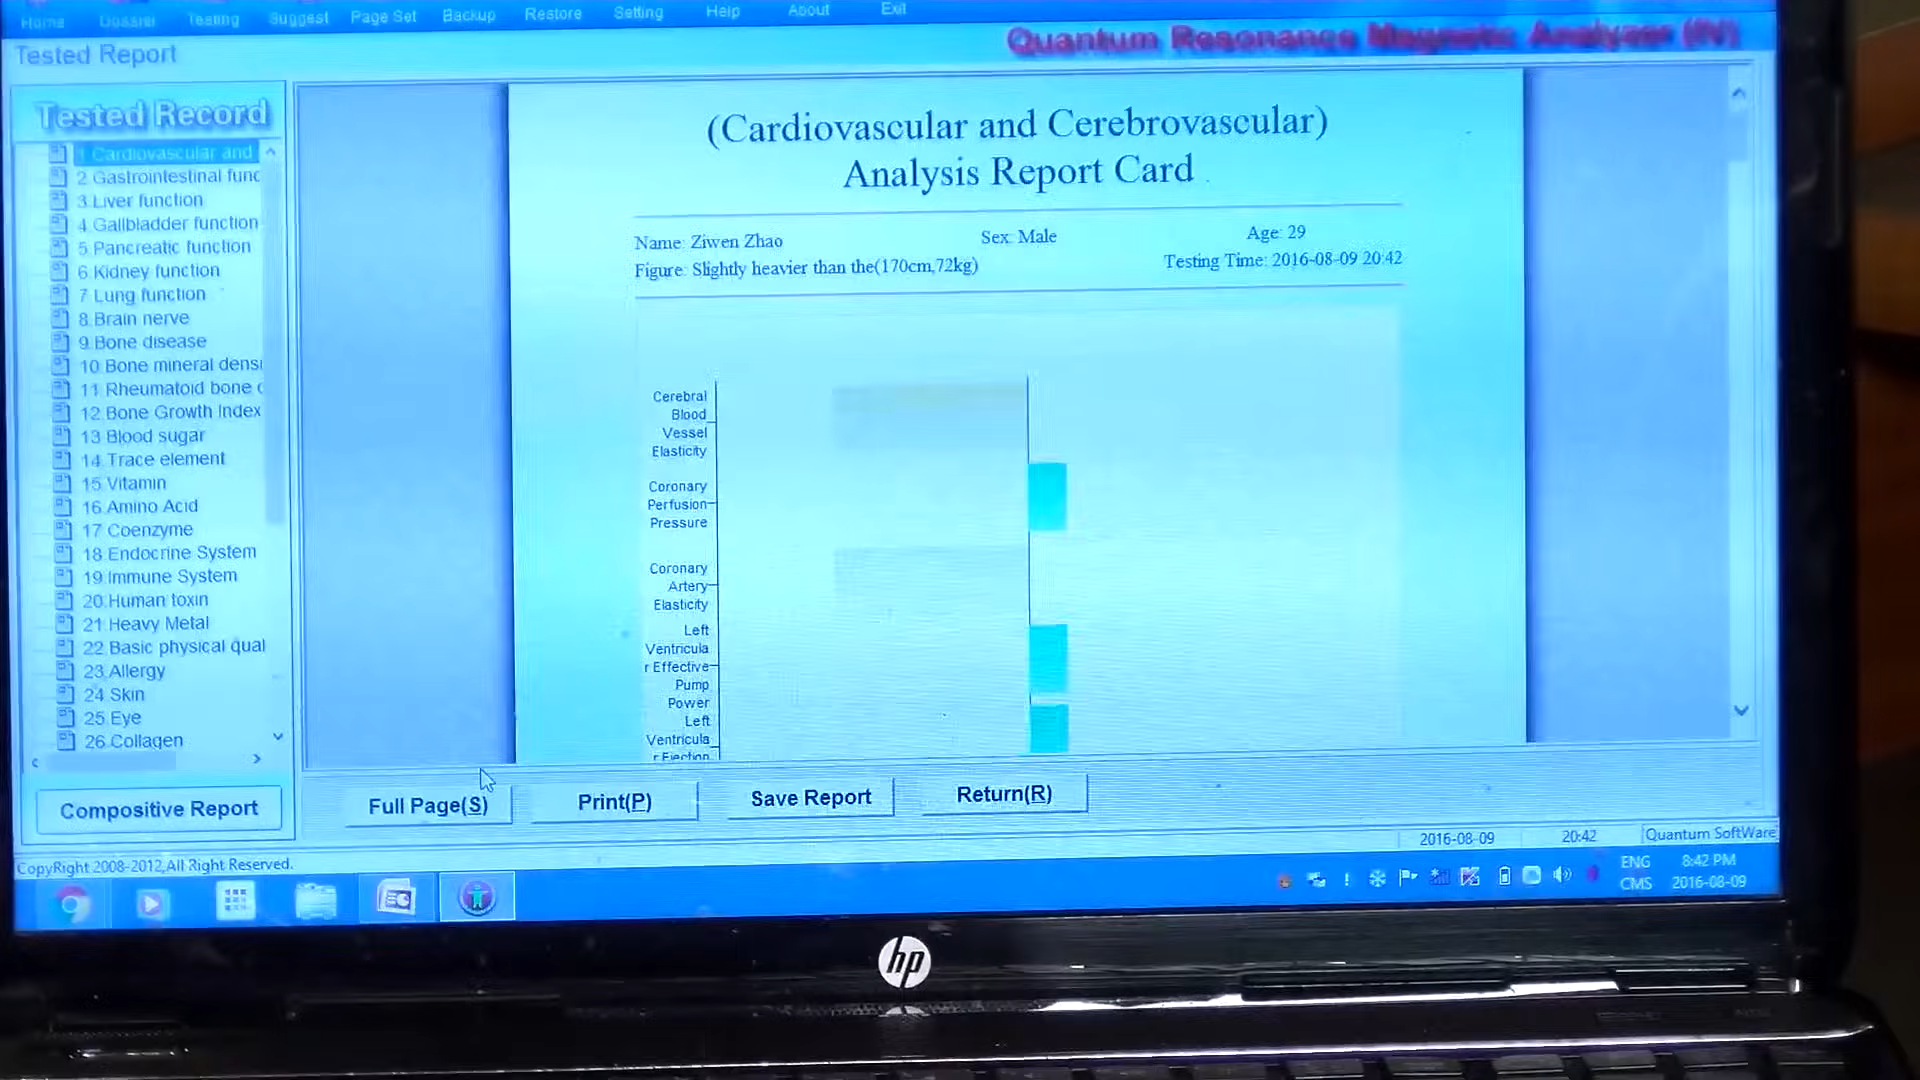 Home Dossier Testing Suggest Page Set Backup Restore Setting Help About Exit
Tested Report
Quantum Resonance Magnetic Analyzer (IV)
Tested Record
1 Cardiovascular and
2 Gastrointestinal func
3 Liver function
4 Gallbladder function
5 Pancreatic function
6 Kidney function
7 Lung function
8 Brain nerve
9 Bone disease
10 Bone mineral densi
11 Rheumatoid bone
12 Bone Growth Index
13 Blood sugar
14 Trace element
15 Vitamin
16 Amino Acid
17 Coenzyme
18 Endocrine System
19 Immune System
20 Human toxin
21 Heavy Metal
22 Basic physical qual
23 Allergy
24 Skin
25 Eye
26 Collagen
Compositive Report
(Cardiovascular and Cerebrovascular)
Analysis Report Card
Name: Ziwen Zhao Sex: Male Age: 29
Figure: Slightly heavier than the(170cm,72kg) Testing Time: 2016-08-09 20:42
Cerebral
Blood
Vessel
Elasticity
Coronary
Perfusion
Pressure
Coronary
Artery
Elasticity
Left
Ventricula
r Effective
Pump
Power
Left
Ventricula
r Ejection
Full Page(S) Print(P) Save Report Return(R)
2016-08-09 20:42 Quantum SoftWare
CopyRight 2008-2012,All Right Reserved.
ENG 8:42 PM
CMS 2016-08-09
hp